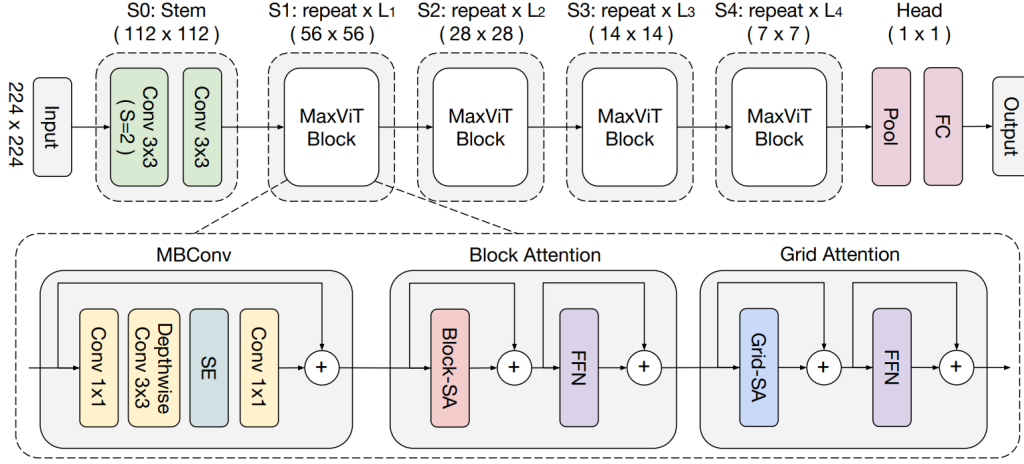 S0: Stem
( 112 x 112 )
S1: repeat x L1
( 56 x 56 )
S2: repeat x L2
( 28 x 28 )
S3: repeat x L3
( 14 x 14 )
S4: repeat x L4
( 7 x 7 )
Head
( 1 x 1 )
224 x 224
Input
Conv 3x3
( S=2 )
Conv 3x3
MaxViT
Block
MaxViT
Block
MaxViT
Block
MaxViT
Block
Pool
FC
Output
MBConv
Block Attention
Grid Attention
Conv 1x1
Depthwise
Conv 3x3
SE
Conv 1x1
+
Block-SA
+
FFN
+
Grid-SA
+
FFN
+